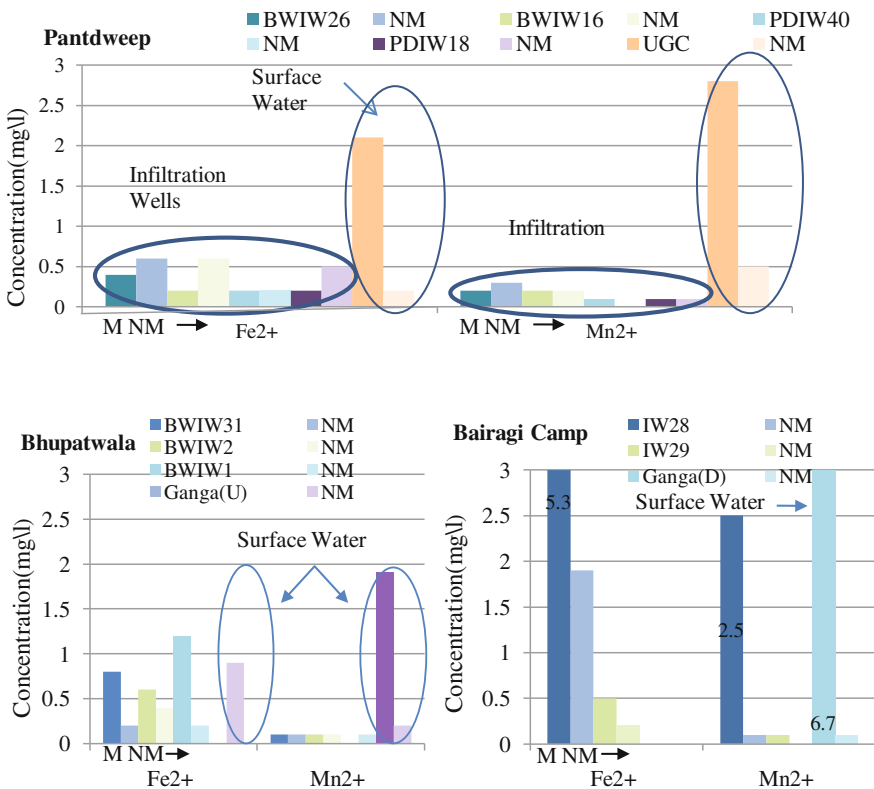 BWIW26 NM BWIW16 NM PDIW40
Pantdweep NM PDIW18 NM UGC NM
3
2.5
2
1.5
1
0.5
0
Concentration(mg\l)
Surface
Water
Infiltration
Wells
Infiltration
M NM Fe2+ M NM Mn2+
Bhupatwala
BWIW31 NM
BWIW2 NM
BWIW1 NM
Ganga(U) NM
3
2.5
2
1.5
1
0.5
0
Concentration(mg\l)
Surface Water
M NM
Fe2+ Mn2+
Bairagi Camp
IW28 NM
IW29 NM
Ganga(D) NM
Surface Water
3
2.5
2
1.5
1
0.5
0
Concentration(mg\l)
5.3
2.5
6.7
M NM
Fe2+ Mn2+